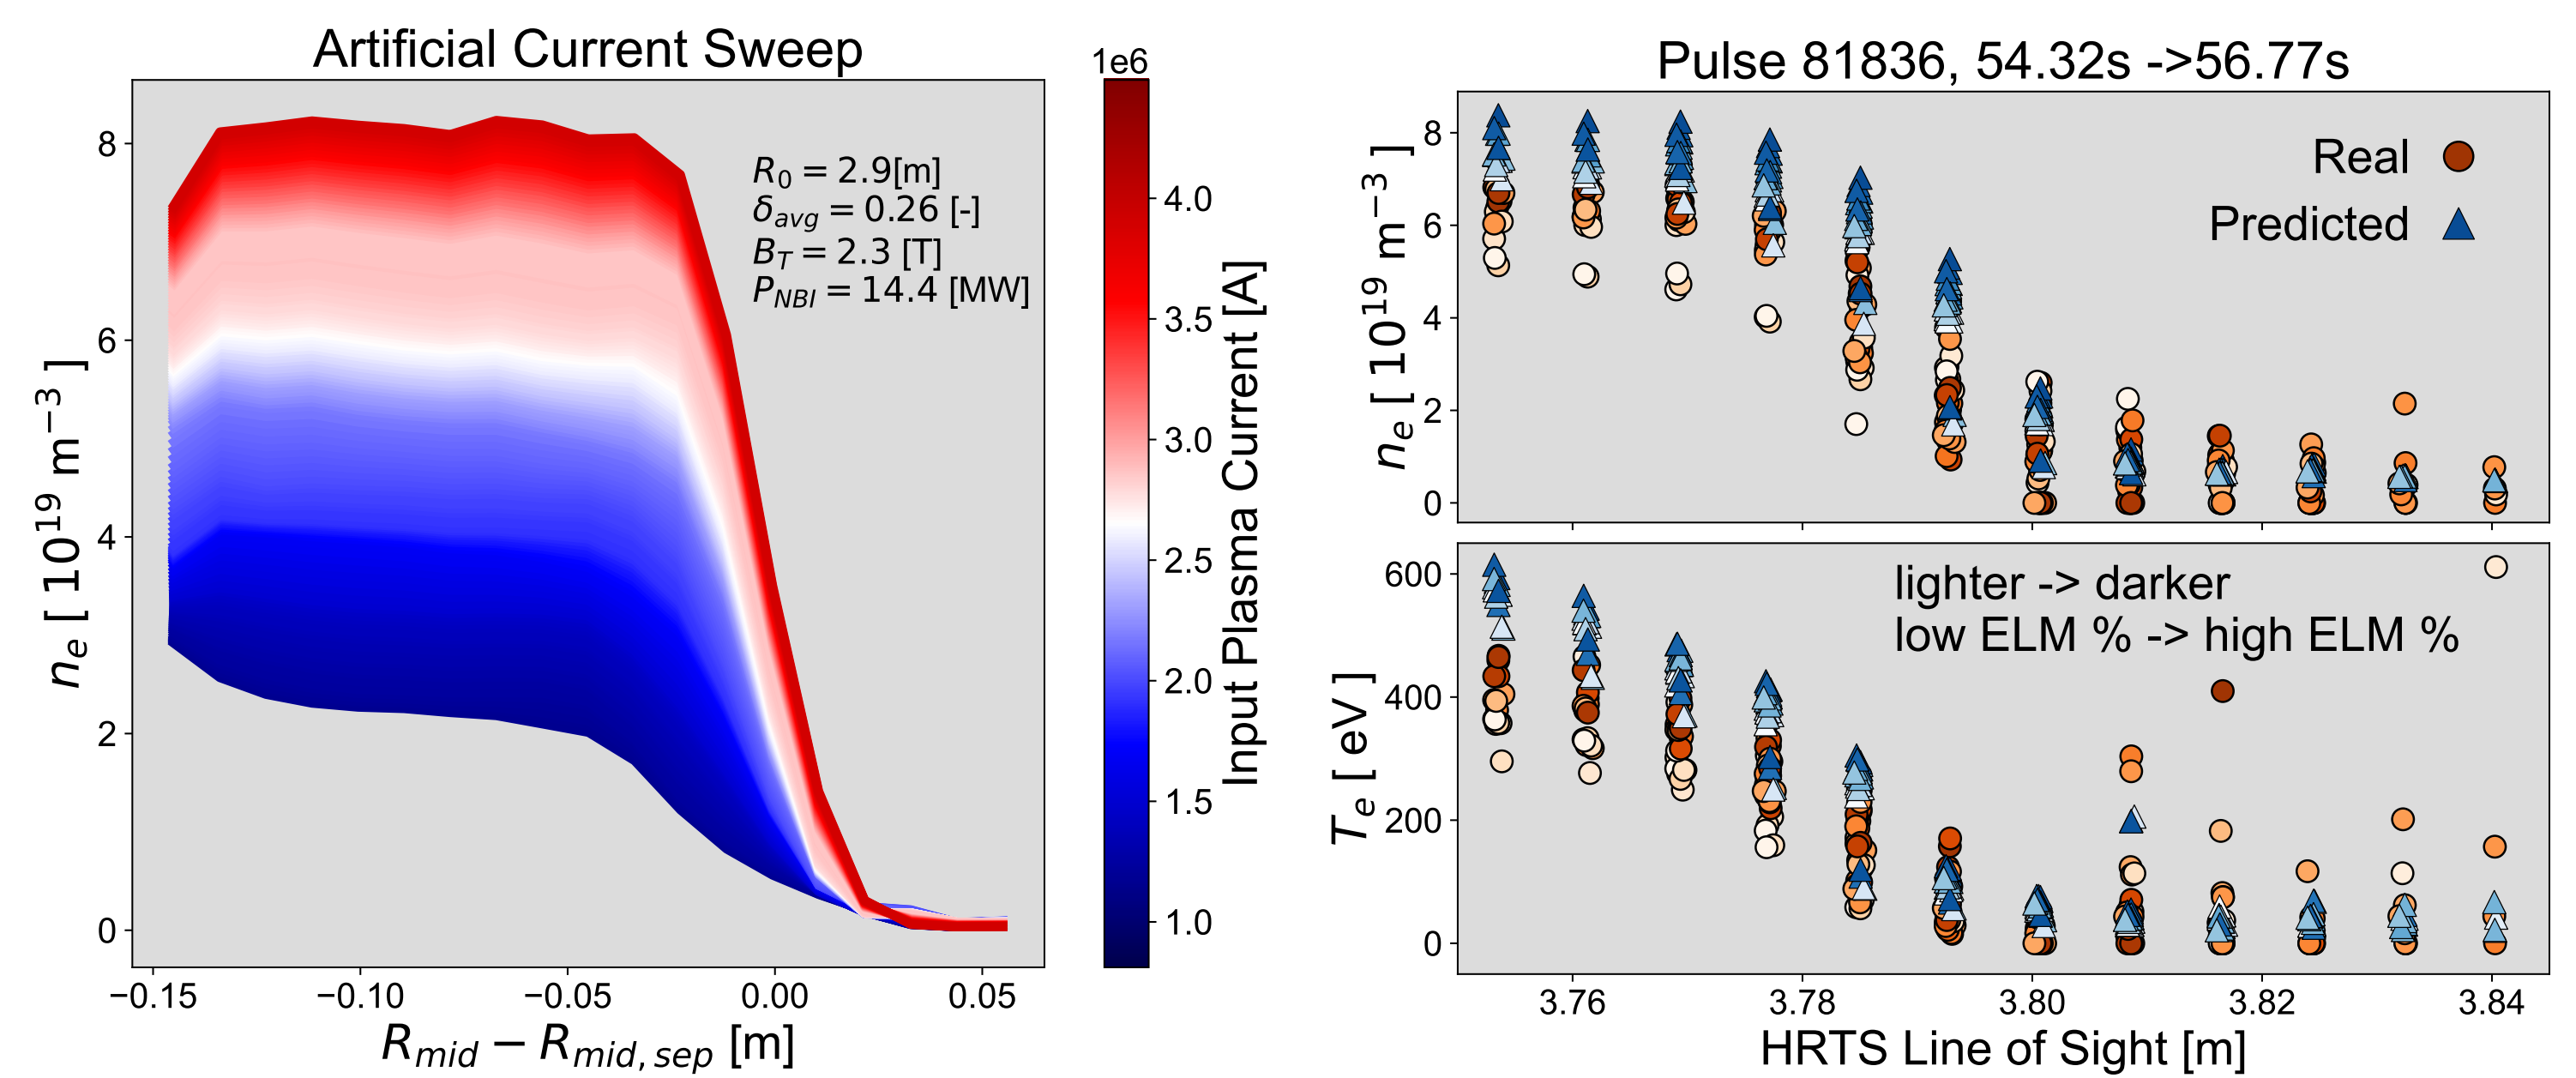 Artificial Current Sweep
8
6
4
2
0
n_e [ 10^19 m^−3 ]
R_0 = 2.9[m]
δ_avg = 0.26 [-]
B_T = 2.3 [T]
P_NBI = 14.4 [MW]
−0.15 −0.10 −0.05 0.00 0.05
R_mid − R_mid,sep [m]
1e6
4.0
3.5
3.0
2.5
2.0
1.5
1.0
Input Plasma Current [A]
Pulse 81836, 54.32s ->56.77s
8
6
4
2
0
n_e [ 10^19 m^−3 ]
Real
Predicted
600
400
200
0
T_e [ eV ]
lighter -> darker
low ELM % -> high ELM %
3.76 3.78 3.80 3.82 3.84
HRTS Line of Sight [m]